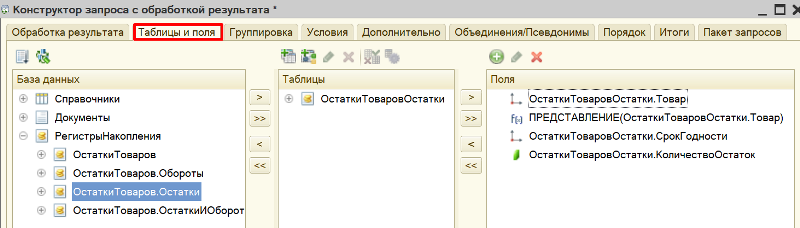 Конструктор запроса с обработкой результата *
Обработка результата Таблицы и поля Группировка Условия Дополнительно Объединения/Псевдонимы Порядок Итоги Пакет запросов
База данных
Справочники
Документы
РегистрыНакопления
ОстаткиТоваров
ОстаткиТоваров.Обороты
ОстаткиТоваров.Остатки
ОстаткиТоваров.ОстаткиИОборот
>
>>
<
<<
Таблицы
ОстаткиТоваровОстатки
>
>>
<
<<
Поля
ОстаткиТоваровОстатки.Товар
ПРЕДСТАВЛЕНИЕ(ОстаткиТоваровОстатки.Товар)
ОстаткиТоваровОстатки.СрокГодности
ОстаткиТоваровОстатки.КоличествоОстаток